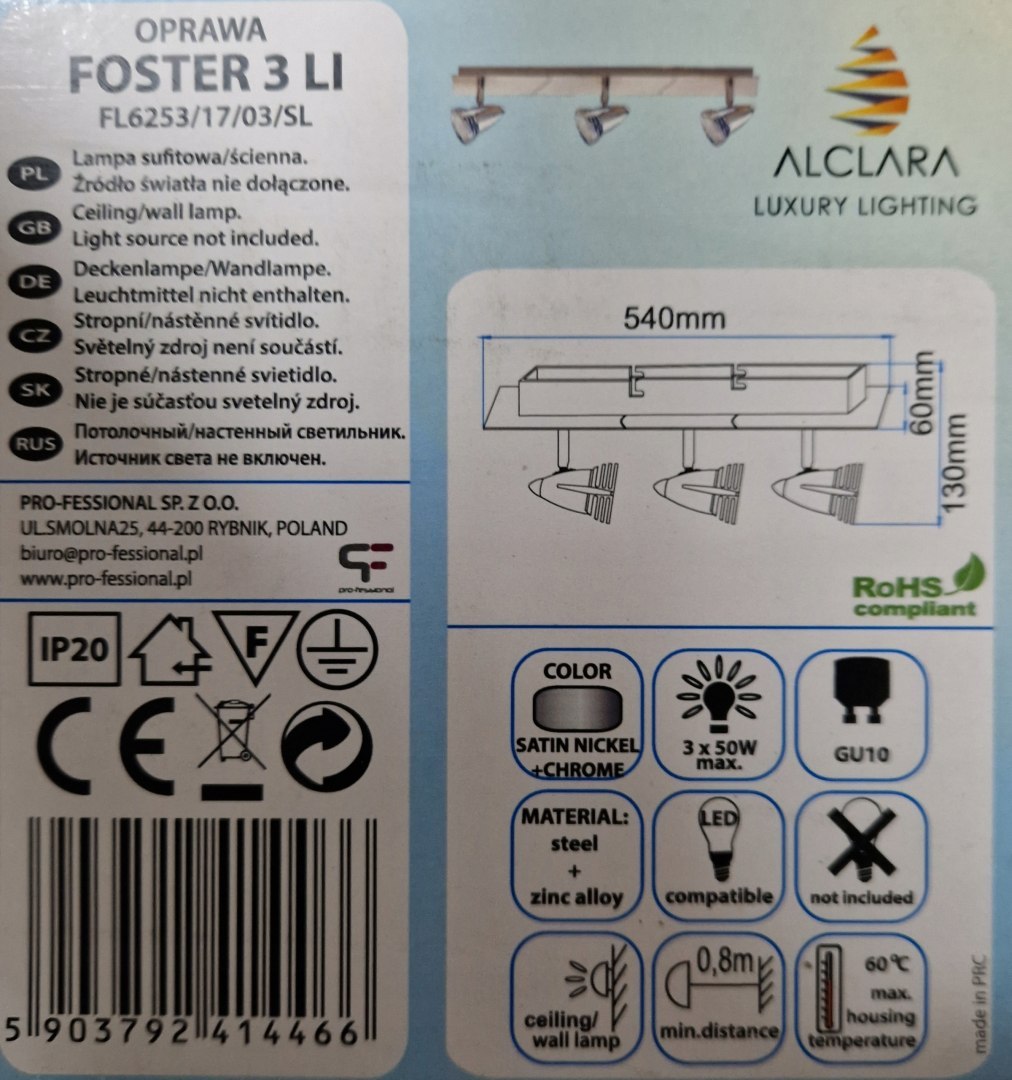 OPRAWA
FOSTER 3 LI
FL6253/17/03/SL
PL
Lampa sufitowa/ścienna.
Źródło światła nie dołączone.
GB
Ceiling/wall lamp.
Light source not included.
DE
Deckenlampe/Wandlampe.
Leuchtmittel nicht enthalten.
CZ
Stropní/nástěnné svítidlo.
Světelný zdroj není součástí.
SK
Stropné/nástenné svietidlo.
Nie je súčasťou svetelný zdroj.
RUS
Потолочный/настенный светильник.
Источник света не включен.
PRO-FESSIONAL SP. Z O.O.
UL.SMOLNA25, 44-200 RYBNIK, POLAND
biuro@pro-fessional.pl
www.pro-fessional.pl
pro-fessional
IP20
F
CE
5 903792 414466
ALCLARA
LUXURY LIGHTING
540mm
60mm
130mm
RoHS
compliant
COLOR
SATIN NICKEL
+CHROME
3 x 50W
max.
GU10
MATERIAL:
steel
+
zinc alloy
LED
compatible
not included
ceiling/
wall lamp
0,8m
min.distance
60°C
max.
housing
temperature
made in PRC